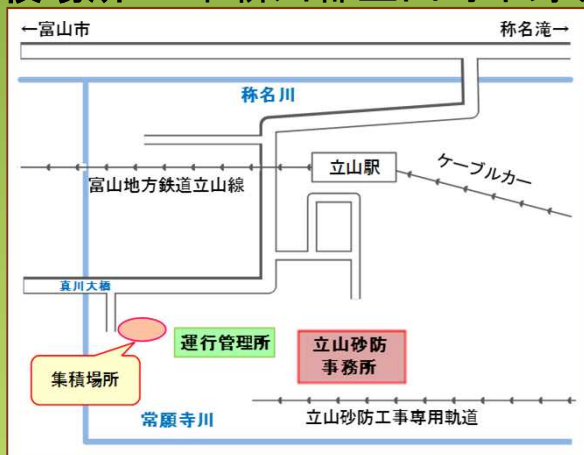 ←富山市
称名滝→
称名川
立山駅
ケーブルカー
富山地方鉄道立山線
真川大橋
運行管理所
立山砂防
事務所
集積場所
常願寺川
立山砂防工事専用軌道